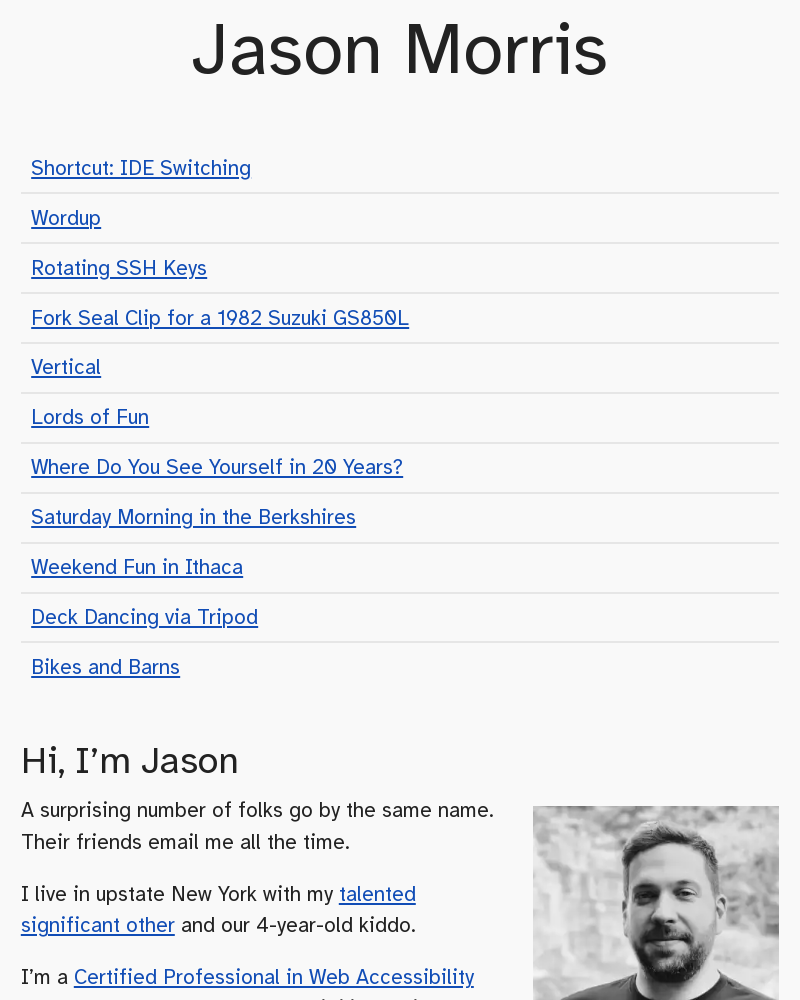 Jason Morris
Shortcut: IDE Switching
Wordup
Rotating SSH Keys
Fork Seal Clip for a 1982 Suzuki GS850L
Vertical
Lords of Fun
Where Do You See Yourself in 20 Years?
Saturday Morning in the Berkshires
Weekend Fun in Ithaca
Deck Dancing via Tripod
Bikes and Barns
Hi, I’m Jason
A surprising number of folks go by the same name.
Their friends email me all the time.
I live in upstate New York with my talented
significant other and our 4-year-old kiddo.
I’m a Certified Professional in Web Accessibility